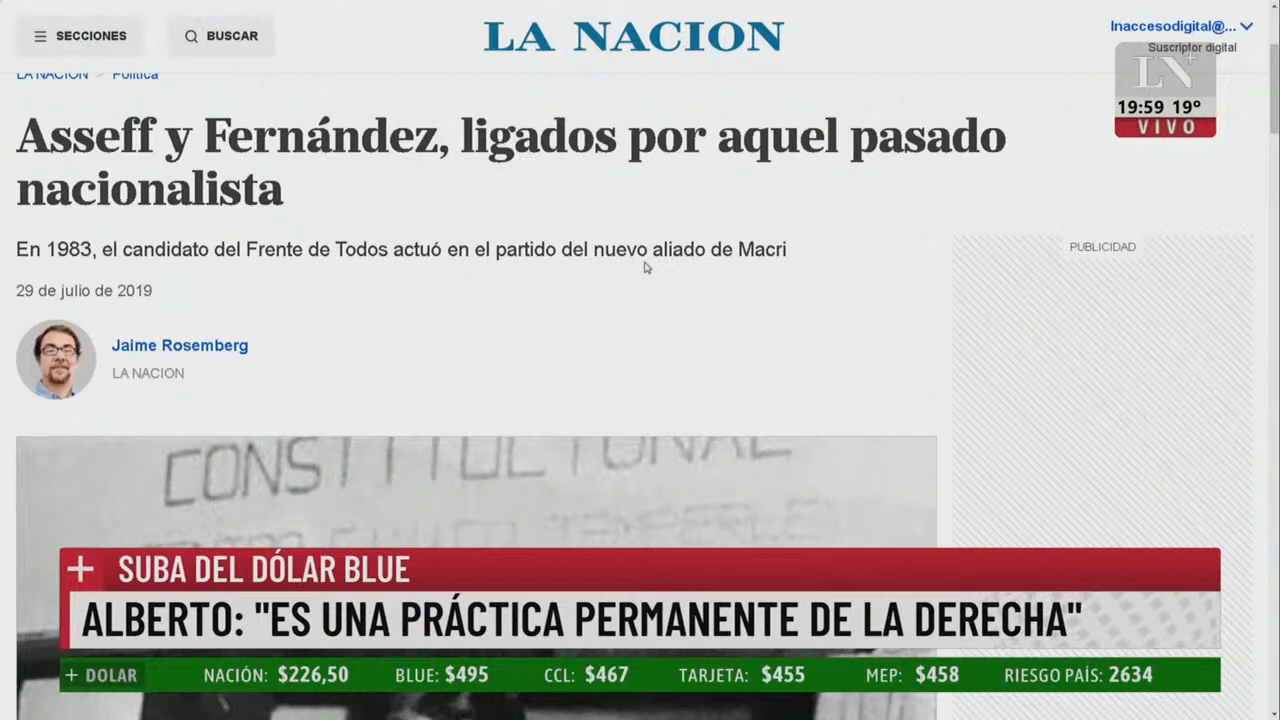 SECCIONES
BUSCAR
LA NACION
lnaccesodigital@...
Suscriptor digital
LN+
19:59 19°
VIVO
LA NACION > Política
Asseff y Fernández, ligados por aquel pasado
nacionalista
En 1983, el candidato del Frente de Todos actuó en el partido del nuevo aliado de Macri
PUBLICIDAD
29 de julio de 2019
Jaime Rosemberg
LA NACION
CONSTITUCIONAL
+ SUBA DEL DÓLAR BLUE
ALBERTO: "ES UNA PRÁCTICA PERMANENTE DE LA DERECHA"
+ DOLAR NACIÓN: $226,50 BLUE: $495 CCL: $467 TARJETA: $455 MEP: $458 RIESGO PAÍS: 2634